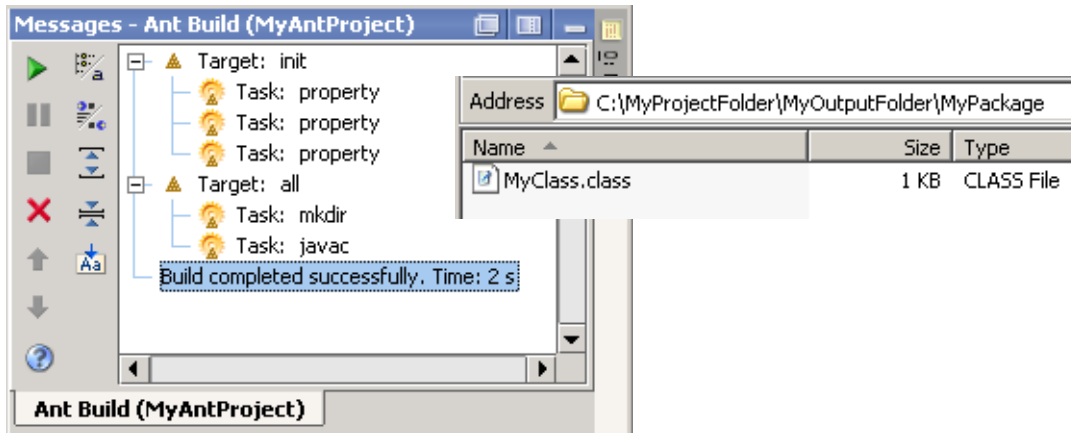 Messages - Ant Build (MyAntProject)
Target: init
Task: property
Task: property
Task: property
Target: all
Task: mkdir
Task: javac
Build completed successfully. Time: 2 s
Ant Build (MyAntProject)
Address C:\MyProjectFolder\MyOutputFolder\MyPackage
Name Size Type
MyClass.class 1 KB CLASS File
a
Aa